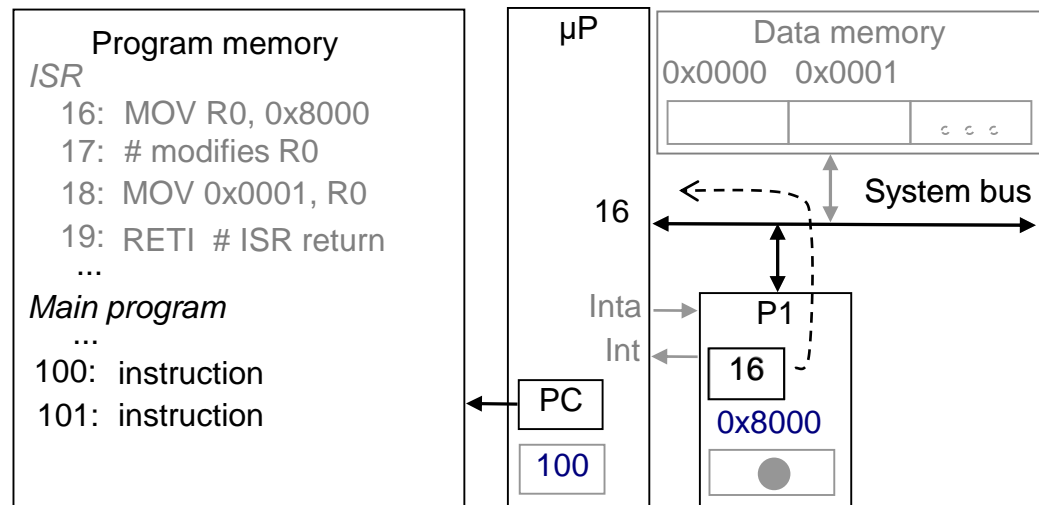 Program memory
ISR
16: MOV R0, 0x8000
17: # modifies R0
18: MOV 0x0001, R0
19: RETI # ISR return
...
Main program
...
100: instruction
101: instruction
µP
16
Inta
Int
PC
100
Data memory
0x0000 0x0001
System bus
P1
16
0x8000